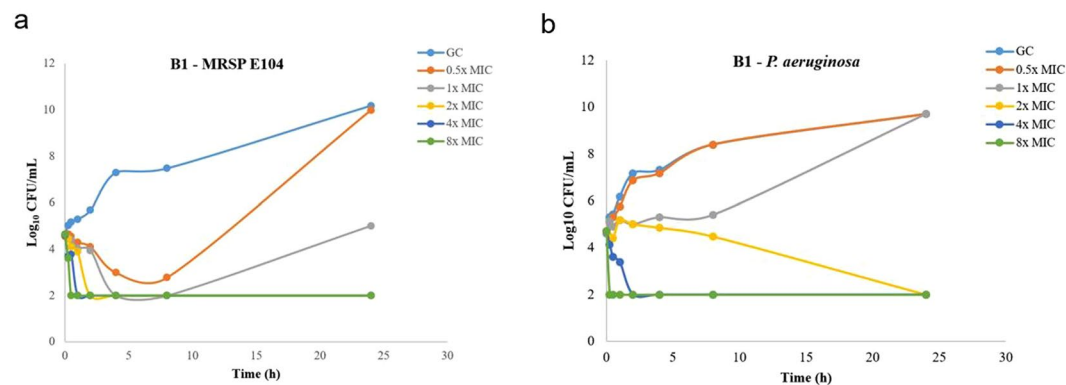 a
B1 - MRSP E104
GC
0.5x MIC
1x MIC
2x MIC
4x MIC
8x MIC
12
10
8
6
4
2
0
Log10 CFU/mL
0
5
10
15
20
25
30
Time (h)
b
B1 - P. aeruginosa
GC
0.5x MIC
1x MIC
2x MIC
4x MIC
8x MIC
12
10
8
6
4
2
0
Log10 CFU/mL
0
5
10
15
20
25
30
Time (h)